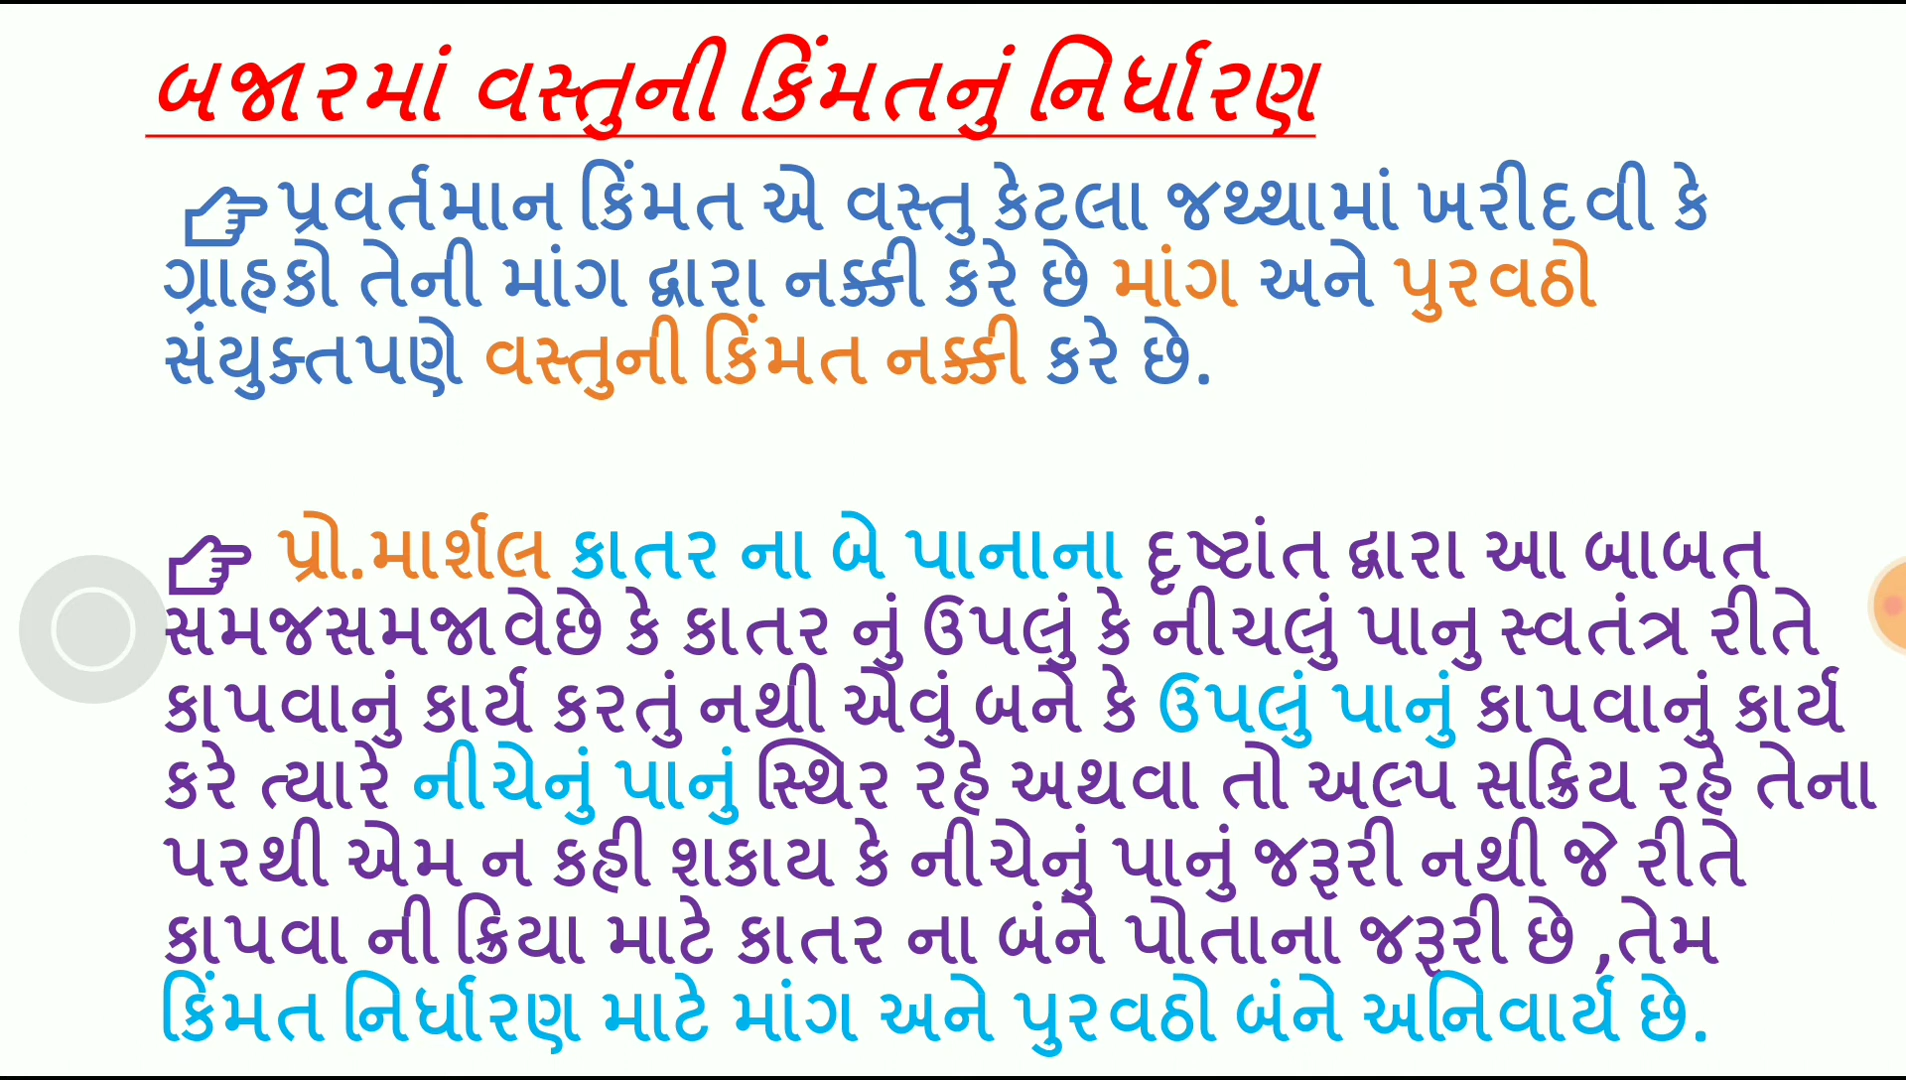 બજારમાં વસ્તુની કિંમતનું નિર્ધારણ
પ્રવર્તમાન કિંમત એ વસ્તુ કેટલા જથ્થામાં ખરીદવી કે
ગ્રાહકો તેની માંગ દ્વારા નક્કી કરે છે માંગ અને પુરવઠો
સંયુક્તપણે વસ્તુની કિંમત નક્કી કરે છે.
પ્રો.માર્શલ કાતર ના બે પાનાના દૃષ્ટાંત દ્વારા આ બાબત
સમજસમજાવેછે કે કાતર નું ઉપલું કે નીચલું પાનુ સ્વતંત્ર રીતે
કાપવાનું કાર્ય કરતું નથી એવું બને કે ઉપલું પાનું કાપવાનું કાર્ય
કરે ત્યારે નીચેનું પાનું સ્થિર રહે અથવા તો અલ્પ સક્રિય રહે તેના
પરથી એમ ન કહી શકાય કે નીચેનું પાનું જરૂરી નથી જે રીતે
કાપવા ની ક્રિયા માટે કાતર ના બંને પોતાના જરૂરી છે ,તેમ
કિંમત નિર્ધારણ માટે માંગ અને પુરવઠો બંને અનિવાર્ય છે.